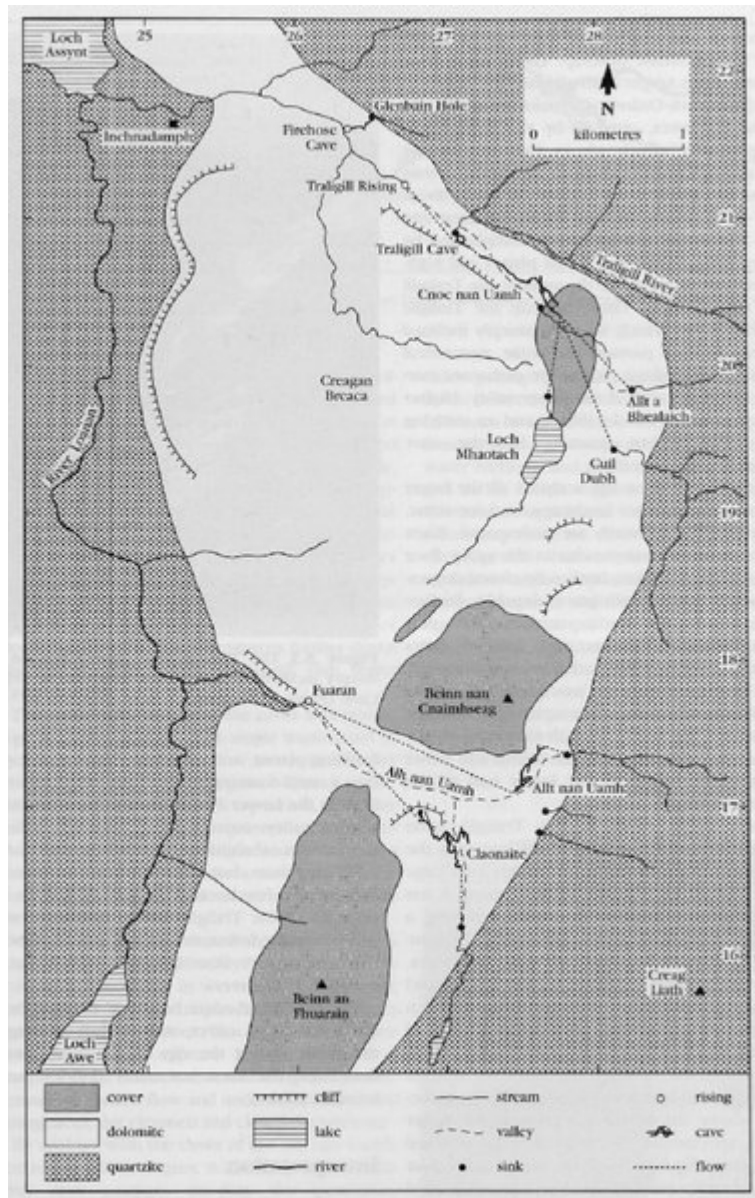 Loch
Assynt
25
26
27
28
22
N
0 kilometres 1
Glenbain Hole
Inchnadamph
Firehose
Cave
Traligill Rising
21
Traligill Cave
Traligill River
Cnoc nan Uamh
20
Creagan
Breaca
Allt a
Bhealaich
Loch
Mhaotach
Cuil
Dubh
River Loanan
19
18
Fuaran
Beinn nan
Cnaimhseag
Allt nan Uamh
Allt nan Uamh
17
Claonaite
16
Creag
Liath
Beinn an
Fhuarain
Loch
Awe
cover
cliff
stream
rising
dolomite
lake
valley
cave
quartzite
river
sink
flow